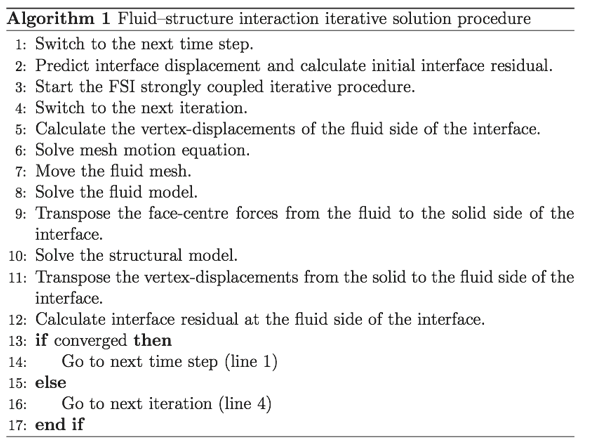 Algorithm 1 Fluid–structure interaction iterative solution procedure
1: Switch to the next time step.
2: Predict interface displacement and calculate initial interface residual.
3: Start the FSI strongly coupled iterative procedure.
4: Switch to the next iteration.
5: Calculate the vertex-displacements of the fluid side of the interface.
6: Solve mesh motion equation.
7: Move the fluid mesh.
8: Solve the fluid model.
9: Transpose the face-centre forces from the fluid to the solid side of the
interface.
10: Solve the structural model.
11: Transpose the vertex-displacements from the solid to the fluid side of the
interface.
12: Calculate interface residual at the fluid side of the interface.
13: if converged then
14: Go to next time step (line 1)
15: else
16: Go to next iteration (line 4)
17: end if